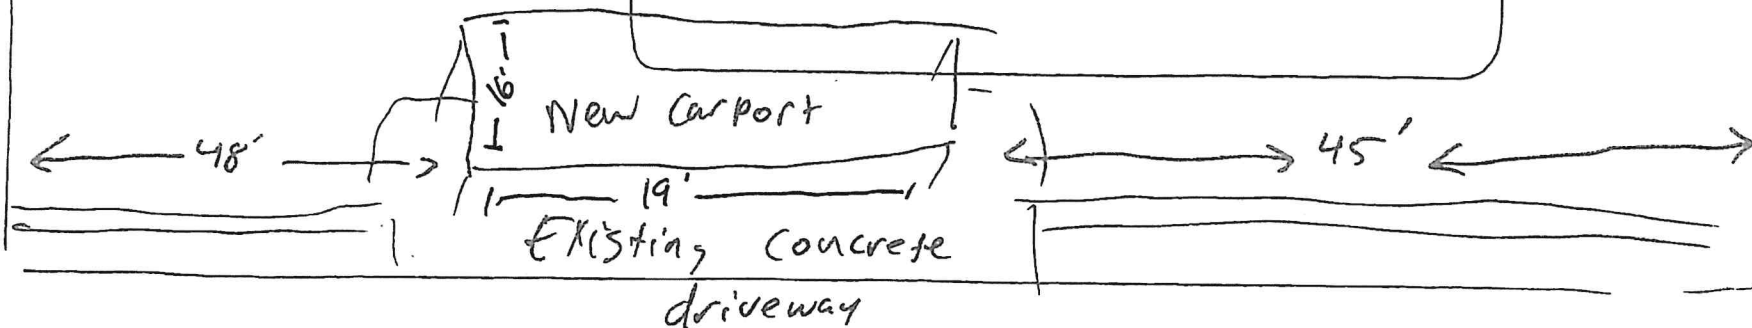 16'
New Carport
48'
45'
19'
Existing Concrete
driveway